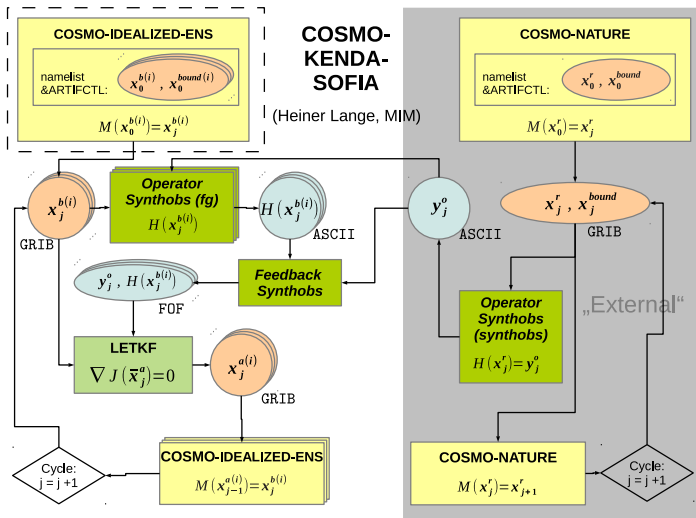 COSMO-IDEALIZED-ENS
namelist
&ARTIFCTL:
x_0^{b(i)} , x_0^{bound(i)}
M(x_0^{b(i)})=x_j^{b(i)}
COSMO-
KENDA-
SOFIA
(Heiner Lange, MIM)
COSMO-NATURE
namelist
&ARTIFCTL:
x_0^r , x_0^{bound}
M(x_0^r)=x_j^r
x_j^{b(i)}
GRIB
Operator
Synthobs (fg)
H(x_j^{b(i)})
H(x_j^{b(i)})
ASCII
y_j^o
ASCII
x_j^r , x_j^{bound}
GRIB
y_j^o , H(x_j^{b(i)})
FOF
Feedback
Synthobs
„External“
Operator
Synthobs
(synthobs)
H(x_j^r)=y_j^o
LETKF
∇ J(x̄_j^a)=0
x_j^{a(i)}
GRIB
Cycle:
j = j +1
COSMO-IDEALIZED-ENS
M(x_{j-1}^{a(i)})=x_j^{b(i)}
COSMO-NATURE
M(x_j^r)=x_{j+1}^r
Cycle:
j = j +1